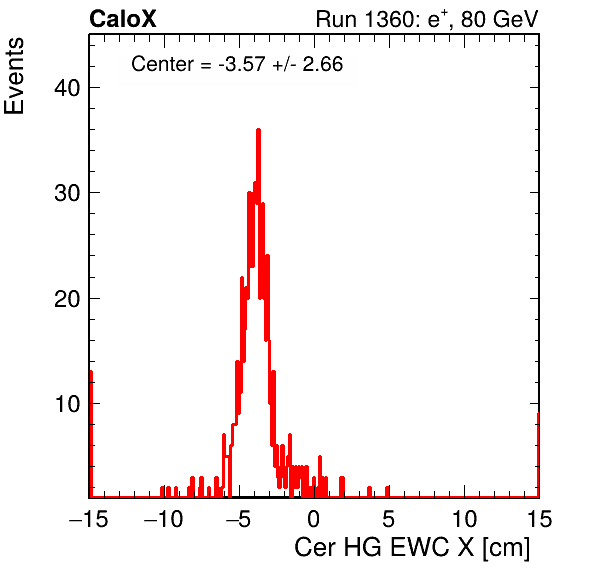 CaloX Run 1360: e+, 80 GeV
Center = -3.57 +/- 2.66
Events
40
30
20
10
−15 −10 −5 0 5 10 15
Cer HG EWC X [cm]